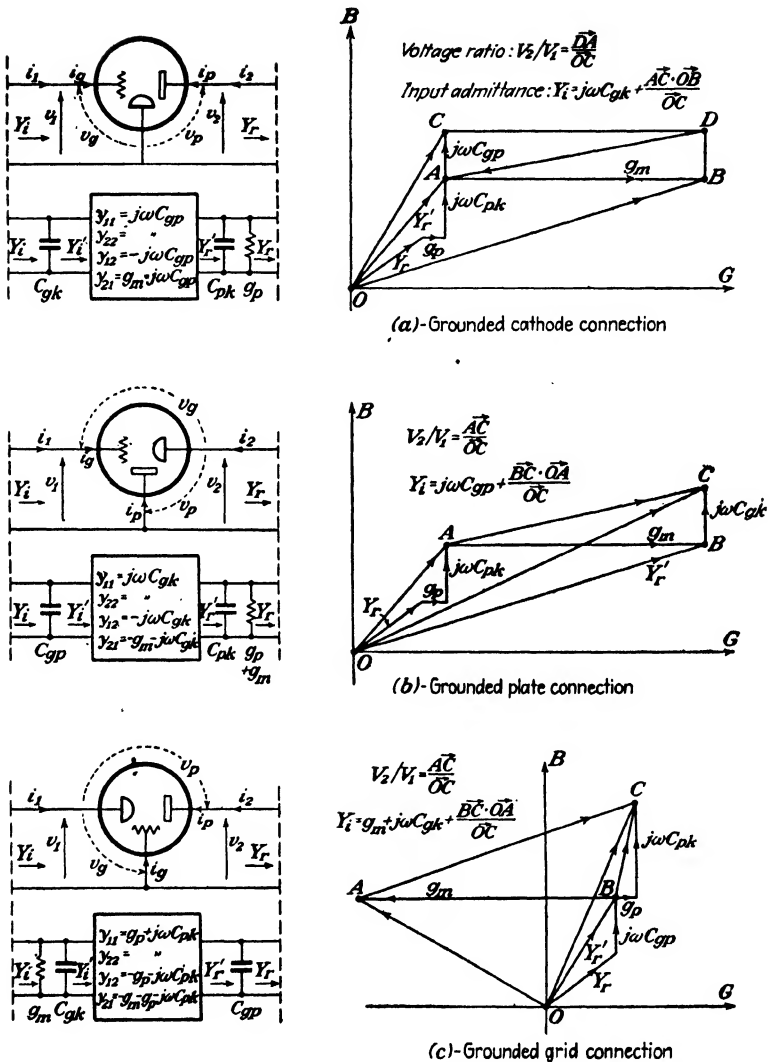 i₁ i_g i_p i₂
Y_i v₁ v_g v_p v₂ Y_r
y₁₁=jωC_gp
y₂₂= "
y₁₂=-jωC_gp
y₂₁=g_m-jωC_gp
Y_i Y_i' Y_r' Y_r
C_gk C_pk g_p
B
Voltage ratio: V₂/V₁= DA/OC
Input admittance: Y_i=jωC_gk+ AC·OB/OC
C D
jωC_gp
A g_m B
jωC_pk
Y_r'
Y_r g_p
O G
(a)-Grounded cathode connection
i₁ i_g v_g i₂
Y_i v₁ i_p v_p v₂ Y_r
y₁₁=jωC_gk
y₂₂= "
y₁₂=-jωC_gk
y₂₁=-g_m-jωC_gk
Y_i Y_i' Y_r' Y_r
C_gp C_pk g_p
+g_m
B
V₂/V₁= AC/OC
Y_i=jωC_gp+ BC·OA/OC
C
jωC_gk
A g_m B
jωC_pk
g_p Y_r'
Y_r
O G
(b)-Grounded plate connection
i₁ v_p i_p i₂
Y_i v₁ v_g i_g v₂ Y_r
y₁₁=g_p+jωC_pk
y₂₂= "
y₁₂=-g_p-jωC_pk
y₂₁=-g_m-g_p-jωC_pk
Y_i Y_i' Y_r' Y_r
g_m C_gk C_gp
B
V₂/V₁= AC/OC
Y_i=g_m+jωC_gk+ BC·OA/OC
C
jωC_pk
A g_m B g_p
jωC_gp
Y_r'
Y_r
O G
(c)-Grounded grid connection